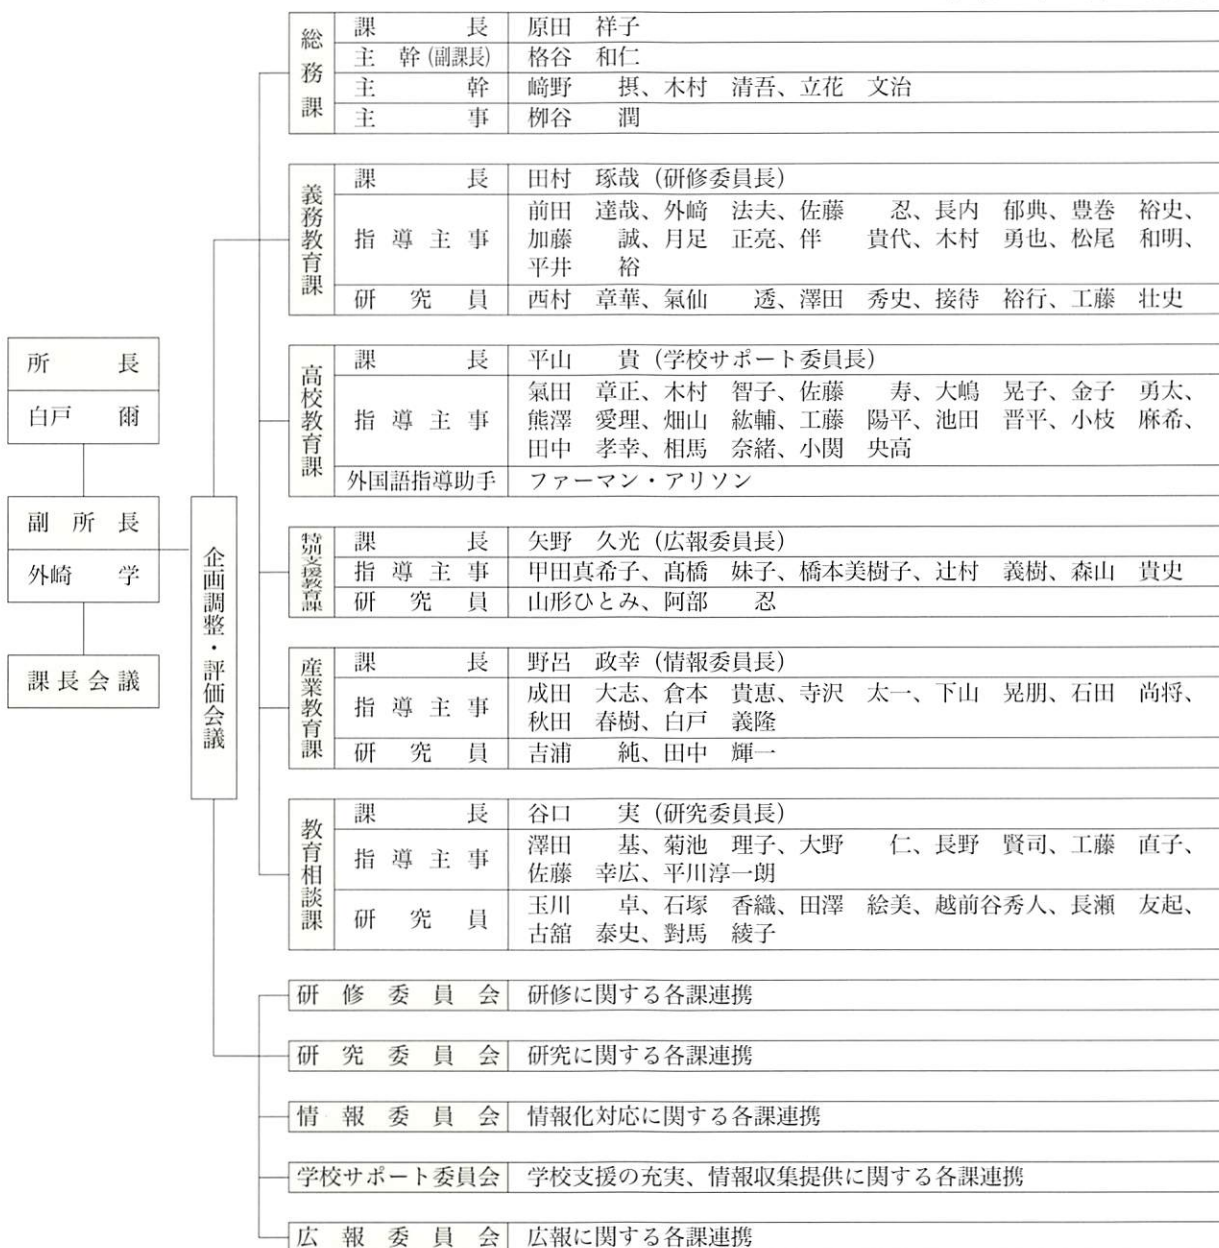 所長
白戸 爾
副所長
外崎 学
課長会議
企画調整・評価会議
総務課
課長 原田 祥子
主幹(副課長) 格谷 和仁
主幹 﨑野 摂、木村 清吾、立花 文治
主事 栁谷 潤
義務教育課
課長 田村 琢哉(研修委員長)
指導主事 前田 達哉、外﨑 法夫、佐藤 忍、長内 郁典、豊巻 裕史、
加藤 誠、月足 正亮、伴 貴代、木村 勇也、松尾 和明、
平井 裕
研究員 西村 章華、氣仙 透、澤田 秀史、接待 裕行、工藤 壮史
高校教育課
課長 平山 貴(学校サポート委員長)
指導主事 氣田 章正、木村 智子、佐藤 寿、大嶋 晃子、金子 勇太、
熊澤 愛理、畑山 紘輔、工藤 陽平、池田 晋平、小枝 麻希、
田中 孝幸、相馬 奈緒、小関 央高
外国語指導助手 ファーマン・アリソン
特別支援教育課
課長 矢野 久光(広報委員長)
指導主事 甲田真希子、髙橋 妹子、橋本美樹子、辻村 義樹、森山 貴史
研究員 山形ひとみ、阿部 忍
産業教育課
課長 野呂 政幸(情報委員長)
指導主事 成田 大志、倉本 貴恵、寺沢 太一、下山 晃朋、石田 尚将、
秋田 春樹、白戸 義隆
研究員 吉浦 純、田中 輝一
教育相談課
課長 谷口 実(研究委員長)
指導主事 澤田 基、菊池 理子、大野 仁、長野 賢司、工藤 直子、
佐藤 幸広、平川淳一朗
研究員 玉川 卓、石塚 香織、田澤 絵美、越前谷秀人、長瀬 友起、
古舘 泰史、對馬 綾子
研修委員会 研修に関する各課連携
研究委員会 研究に関する各課連携
情報委員会 情報化対応に関する各課連携
学校サポート委員会 学校支援の充実、情報収集提供に関する各課連携
広報委員会 広報に関する各課連携